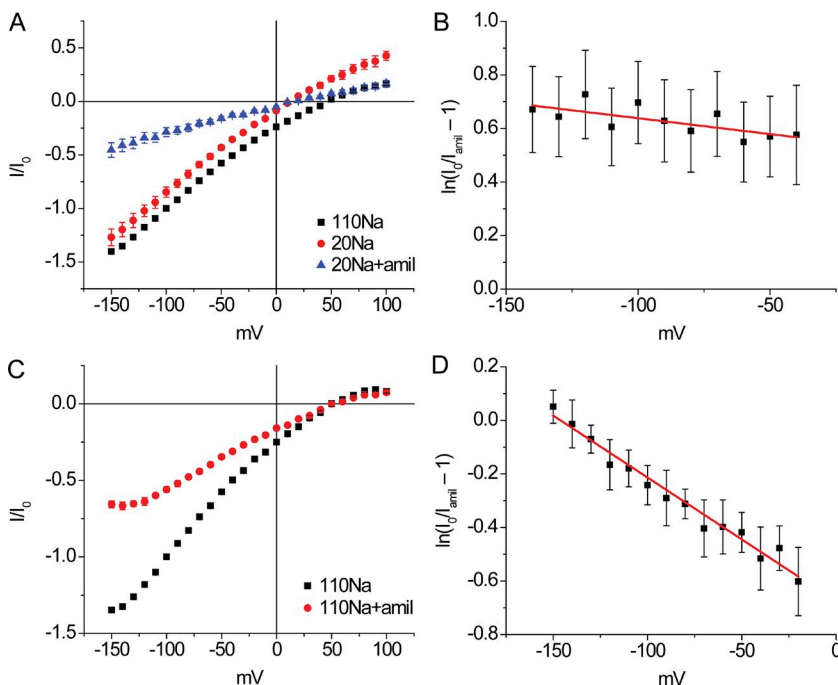 A
I/I₀
0.5
0.0
-0.5
-1.0
-1.5
110Na
20Na
20Na+amil
-150 -100 -50 0 50 100
mV
B
ln(I₀/Iamil – 1)
1.0
0.8
0.6
0.4
0.2
0.0
-150 -100 -50
mV
C
I/I₀
0.0
-0.5
-1.0
-1.5
110Na
110Na+amil
-150 -100 -50 0 50 100
mV
D
ln(I₀/Iamil – 1)
0.2
0.0
-0.2
-0.4
-0.6
-0.8
-150 -100 -50 0
mV